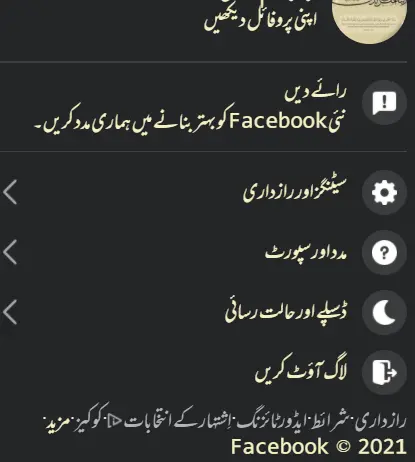 اپنی پروفائل دیکھیں
رائے دیں
نئی Facebook کو بہتر بنانے میں ہماری مدد کریں۔
سیٹنگز اور رازداری
مدد اور سپورٹ
ڈسپلے اور حالت رسائی
لاگ آؤٹ کریں
رازداری · شرائط · ایڈورٹائزنگ · اشتہار کے انتخابات · کوکیز · مزید ·
Facebook © 2021